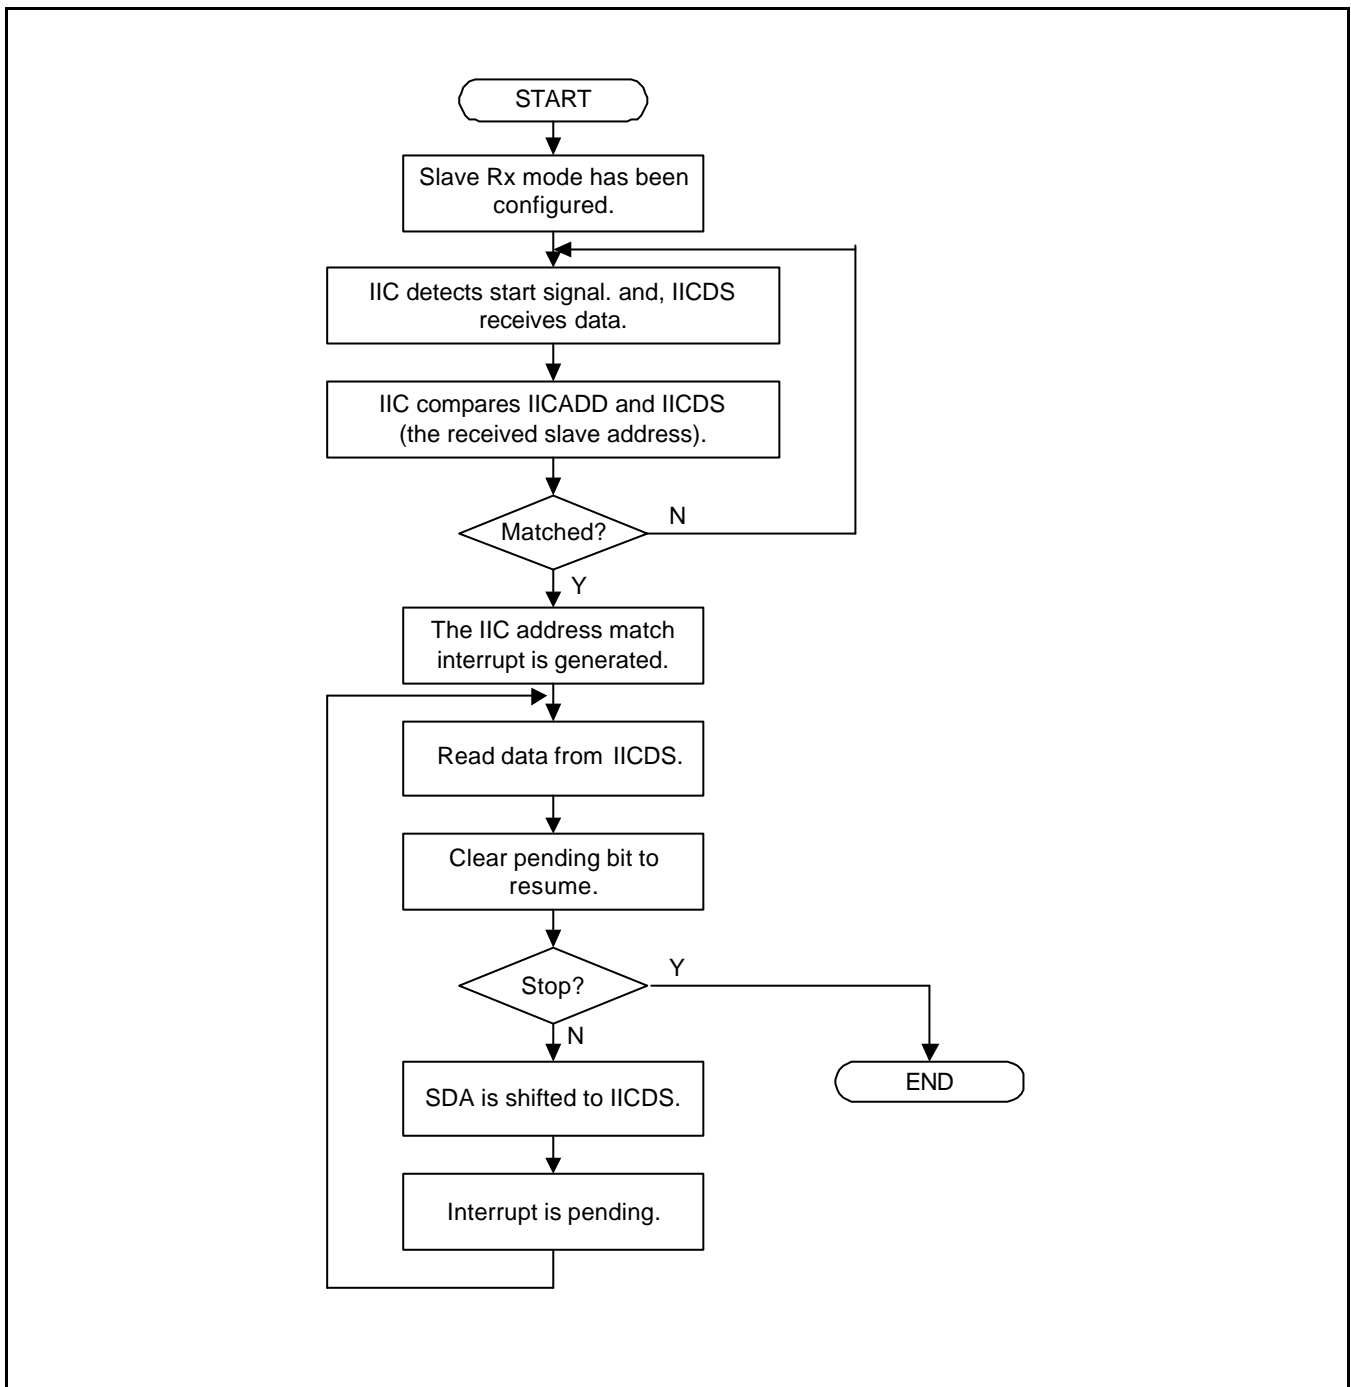 START
Slave Rx mode has been
configured.
IIC detects start signal. and, IICDS
receives data.
IIC compares IICADD and IICDS
(the received slave address).
Matched?
N
Y
The IIC address match
interrupt is generated.
Read data from IICDS.
Clear pending bit to
resume.
Stop?
Y
N
SDA is shifted to IICDS.
END
Interrupt is pending.